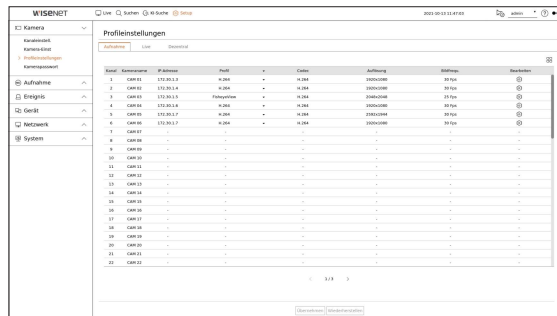 WISENET Live Suchen KI-Suche Setup 2021-10-13 11:47:03 admin
Kamera
Kanaleinstell.
Kamera-Einst
Profileinstellungen
Kamerapasswort
Aufnahme
Ereignis
Gerät
Netzwerk
System
Profileinstellungen
Aufnahme Live Dezentral
Kanal Kameraname IP-Adresse Profil Codec Auflösung Bildfreqs. Bearbeiten
1 CAM 01 172.30.1.3 H.264 H.264 1920x1080 30 fps
2 CAM 02 172.30.1.4 H.264 H.264 1920x1080 30 fps
3 CAM 03 172.30.1.5 FisheyeView H.264 2048x2048 25 fps
4 CAM 04 172.30.1.6 H.264 H.264 1920x1080 30 fps
5 CAM 05 172.30.1.7 H.264 H.264 2592x1944 30 fps
6 CAM 06 172.30.1.7 H.264 H.264 1920x1080 30 fps
7 CAM 07 - - - - - -
8 CAM 08 - - - - - -
9 CAM 09 - - - - - -
10 CAM 10 - - - - - -
11 CAM 11 - - - - - -
12 CAM 12 - - - - - -
13 CAM 13 - - - - - -
14 CAM 14 - - - - - -
15 CAM 15 - - - - - -
16 CAM 16 - - - - - -
17 CAM 17 - - - - - -
18 CAM 18 - - - - - -
19 CAM 19 - - - - - -
20 CAM 20 - - - - - -
21 CAM 21 - - - - - -
22 CAM 22 - - - - - -
< 1 / 3 >
Übernehmen Wiederherstellen